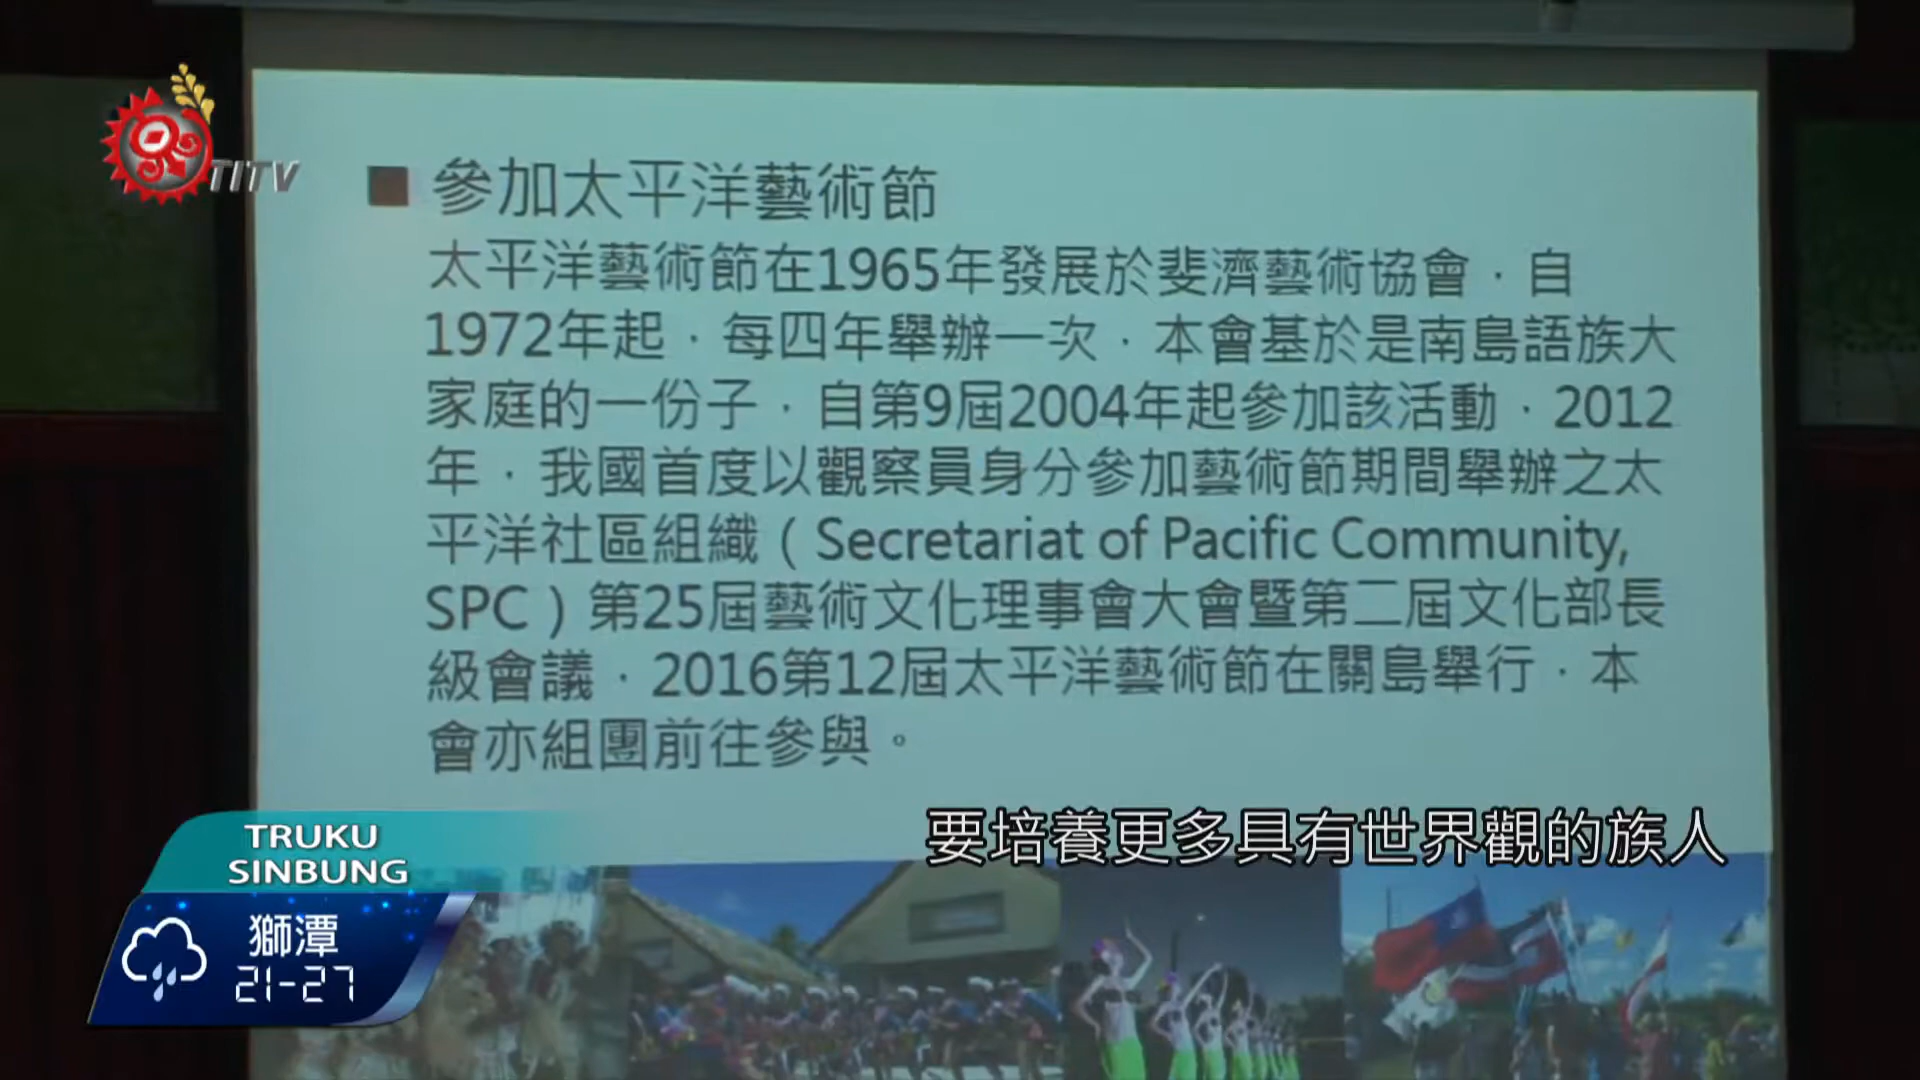 TITV
參加太平洋藝術節
太平洋藝術節在1965年發展於斐濟藝術協會，自
1972年起，每四年舉辦一次，本會基於是南島語族大
家庭的一份子，自第9屆2004年起參加該活動，2012
年，我國首度以觀察員身分參加藝術節期間舉辦之太
平洋社區組織（Secretariat of Pacific Community,
SPC）第25屆藝術文化理事會大會暨第二屆文化部長
級會議，2016第12屆太平洋藝術節在關島舉行，本
會亦組團前往參與。
要培養更多具有世界觀的族人
TRUKU
SINBUNG
獅潭
21-27